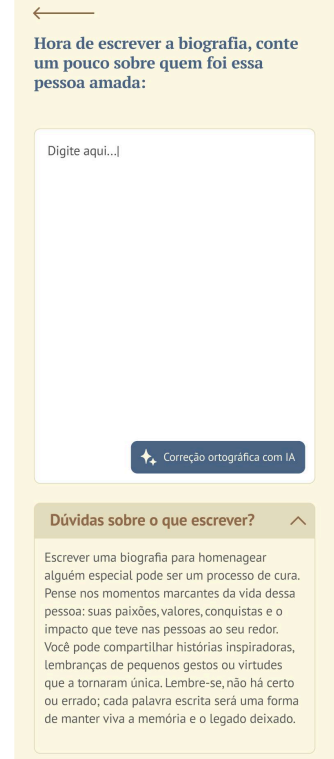 Hora de escrever a biografia, conte
um pouco sobre quem foi essa
pessoa amada:
Digite aqui...|
Correção ortográfica com IA
Dúvidas sobre o que escrever?
Escrever uma biografia para homenagear
alguém especial pode ser um processo de cura.
Pense nos momentos marcantes da vida dessa
pessoa: suas paixões, valores, conquistas e o
impacto que teve nas pessoas ao seu redor.
Você pode compartilhar histórias inspiradoras,
lembranças de pequenos gestos ou virtudes
que a tornaram única. Lembre-se, não há certo
ou errado; cada palavra escrita será uma forma
de manter viva a memória e o legado deixado.